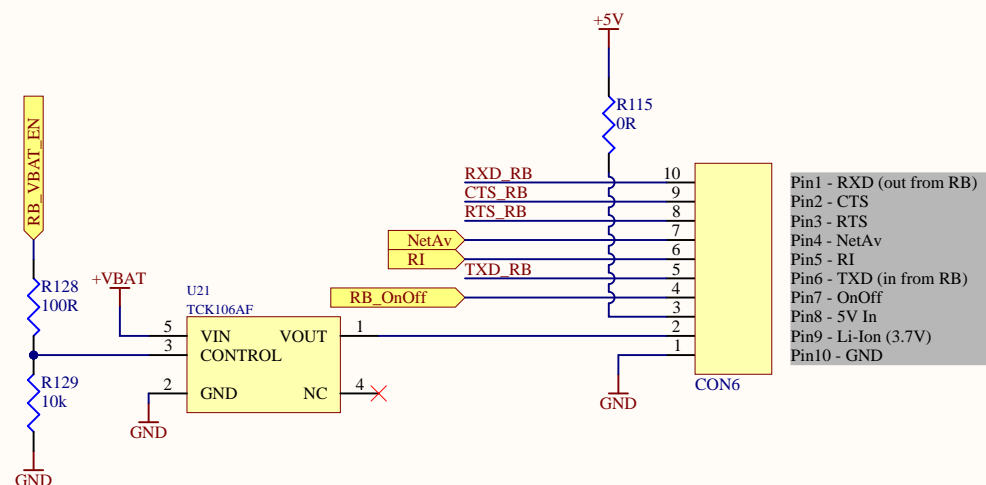 +5V
R115
0R
RB_VBAT_EN
+VBAT
R128
100R
R129
10k
GND
U21
TCK106AF
5 VIN VOUT 1
3 CONTROL
2 GND NC 4
GND
RXD_RB 10
CTS_RB 9
RTS_RB 8
NetAv 7
RI 6
TXD_RB 5
RB_OnOff 4
3
2
1
GND
CON6
Pin1 - RXD (out from RB)
Pin2 - CTS
Pin3 - RTS
Pin4 - NetAv
Pin5 - RI
Pin6 - TXD (in from RB)
Pin7 - OnOff
Pin8 - 5V In
Pin9 - Li-Ion (3.7V)
Pin10 - GND